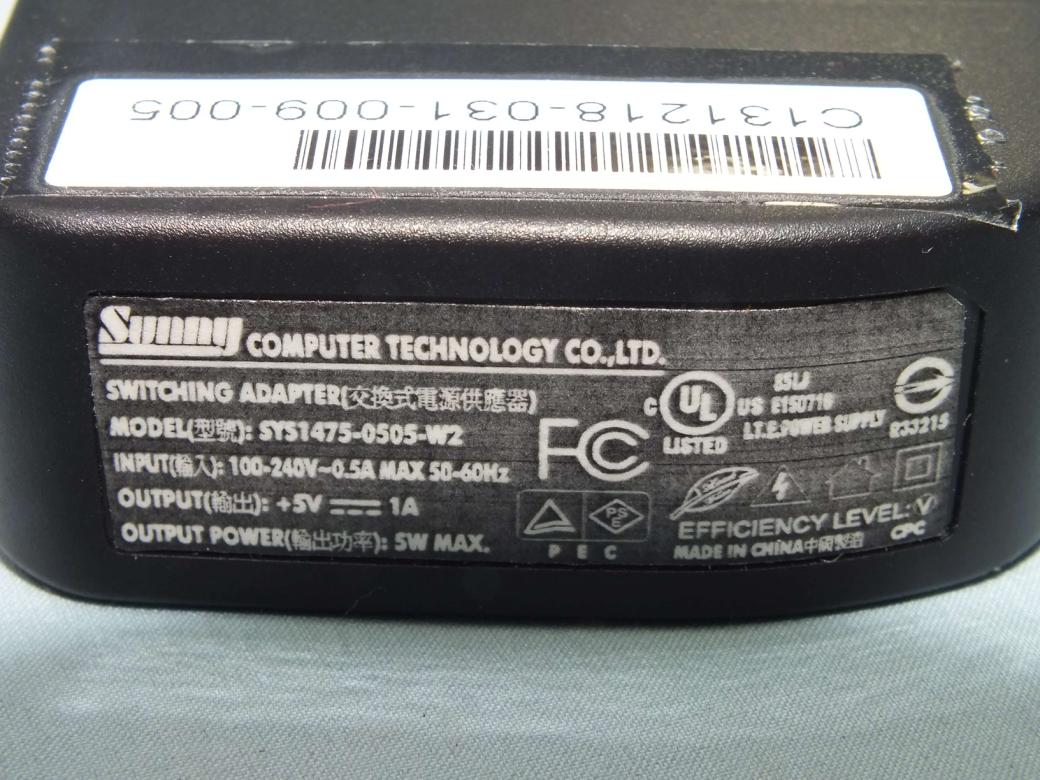 C131218-031-009-005
Sunny COMPUTER TECHNOLOGY CO.,LTD.
SWITCHING ADAPTER(交換式電源供應器)
MODEL(型號): SYS1475-0505-W2
INPUT(輸入): 100-240V~0.5A MAX 50-60Hz
OUTPUT(輸出): +5V 1A
OUTPUT POWER(輸出功率): 5W MAX.
FC
PS
E
P E C
C UL US
LISTED
85LJ
E150716
I.T.E.POWER SUPPLY
R33215
EFFICIENCY LEVEL: V
MADE IN CHINA中國製造
CPC